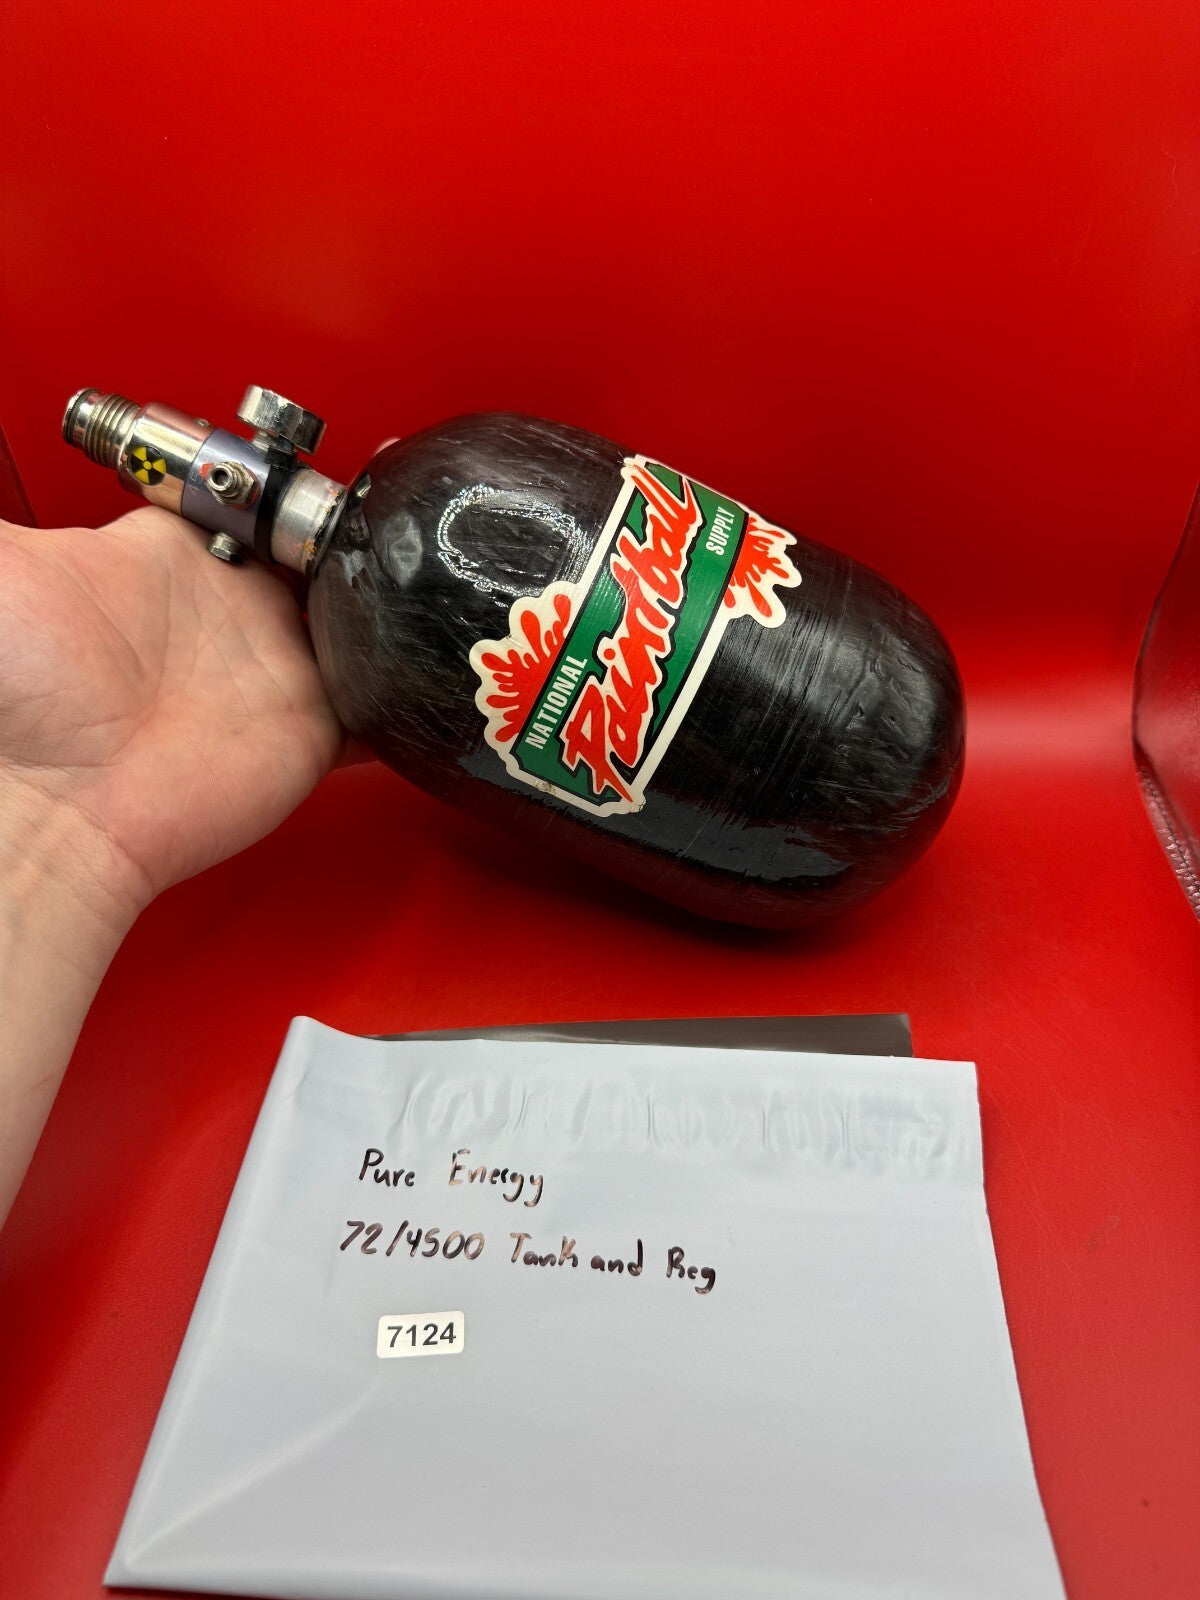 NATIONAL
Paintball
SUPPLY
Pure Energy
72/4500 Tank and Reg
7124